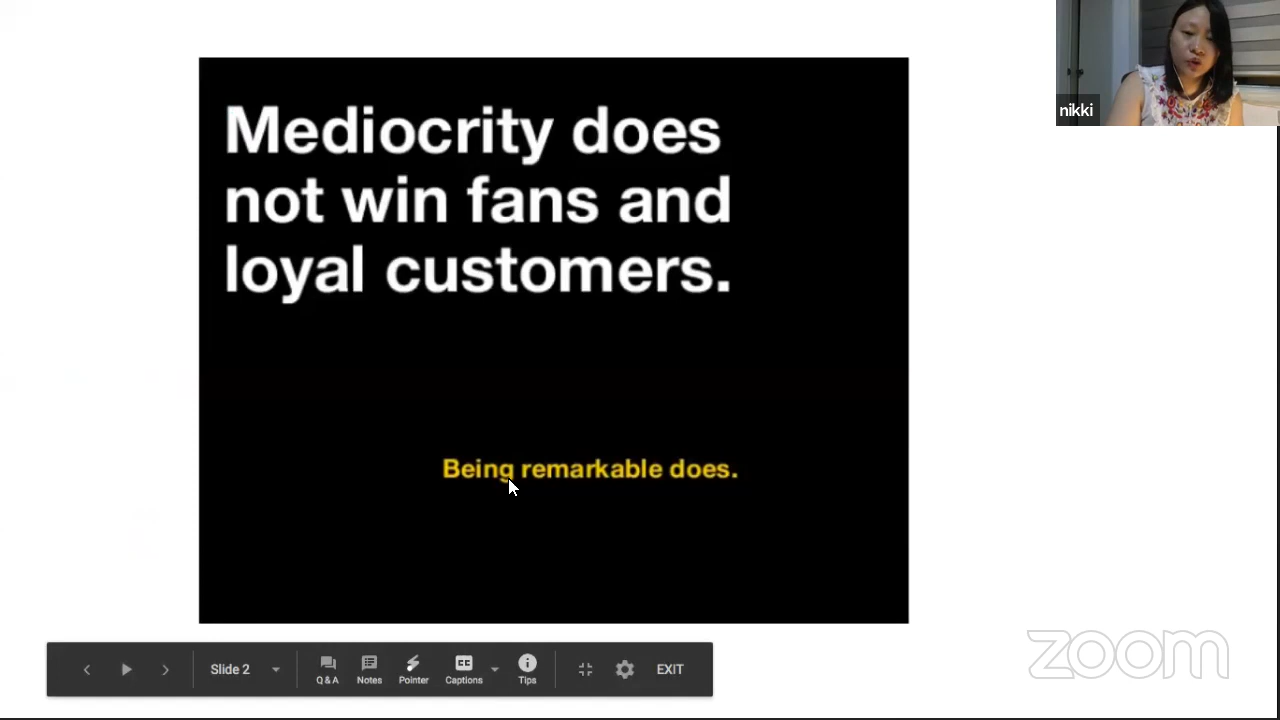 Mediocrity does
not win fans and
loyal customers.
Being remarkable does.
nikki
Slide 2
Q & A
Notes
Pointer
CC
Captions
Tips
EXIT
zoom